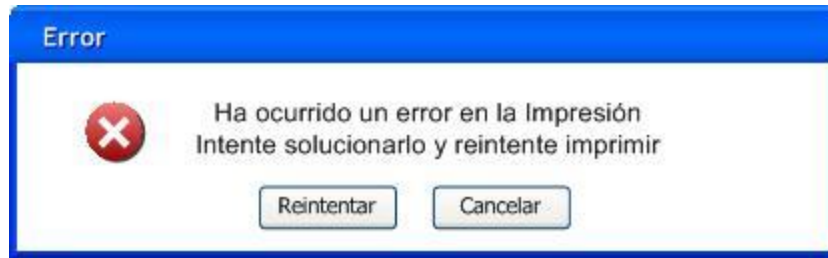 Error
Ha ocurrido un error en la Impresión
Intente solucionarlo y reintente imprimir
Reintentar Cancelar